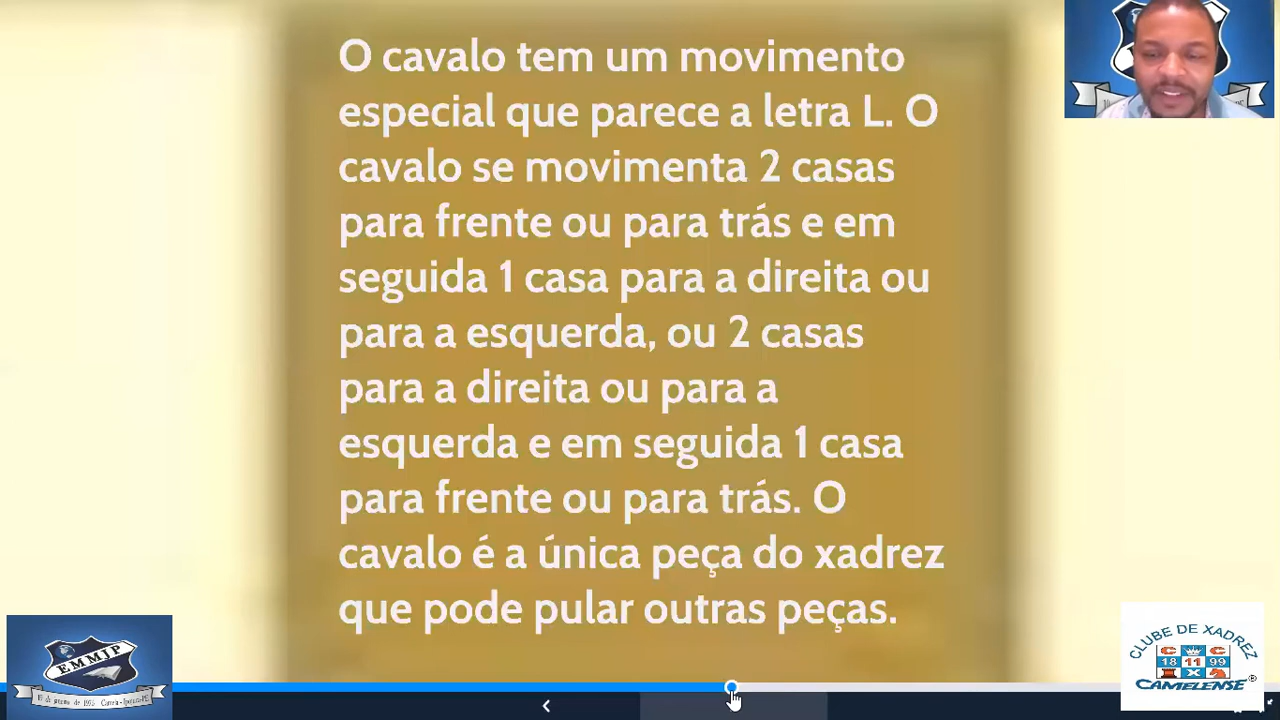 O cavalo tem um movimento
especial que parece a letra L. O
cavalo se movimenta 2 casas
para frente ou para trás e em
seguida 1 casa para a direita ou
para a esquerda, ou 2 casas
para a direita ou para a
esquerda e em seguida 1 casa
para frente ou para trás. O
cavalo é a única peça do xadrez
que pode pular outras peças.
EMMIP
CLUBE DE XADREZ
C C
18 11 99
X
CAMELENSE ®